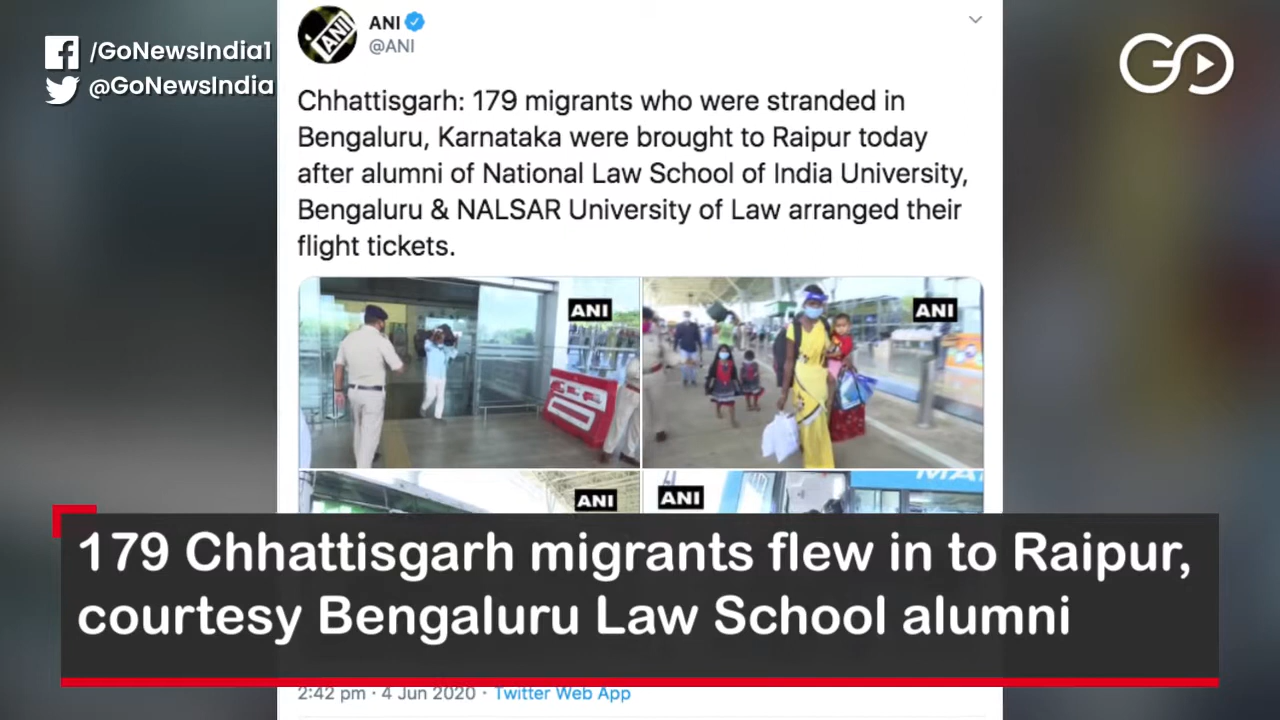 /GoNewsIndia1
@GoNewsIndia
GO
ANI
ANI
@ANI
Chhattisgarh: 179 migrants who were stranded in
Bengaluru, Karnataka were brought to Raipur today
after alumni of National Law School of India University,
Bengaluru & NALSAR University of Law arranged their
flight tickets.
ANI
ANI
ANI
ANI
179 Chhattisgarh migrants flew in to Raipur,
courtesy Bengaluru Law School alumni
2:42 pm · 4 Jun 2020 · Twitter Web App